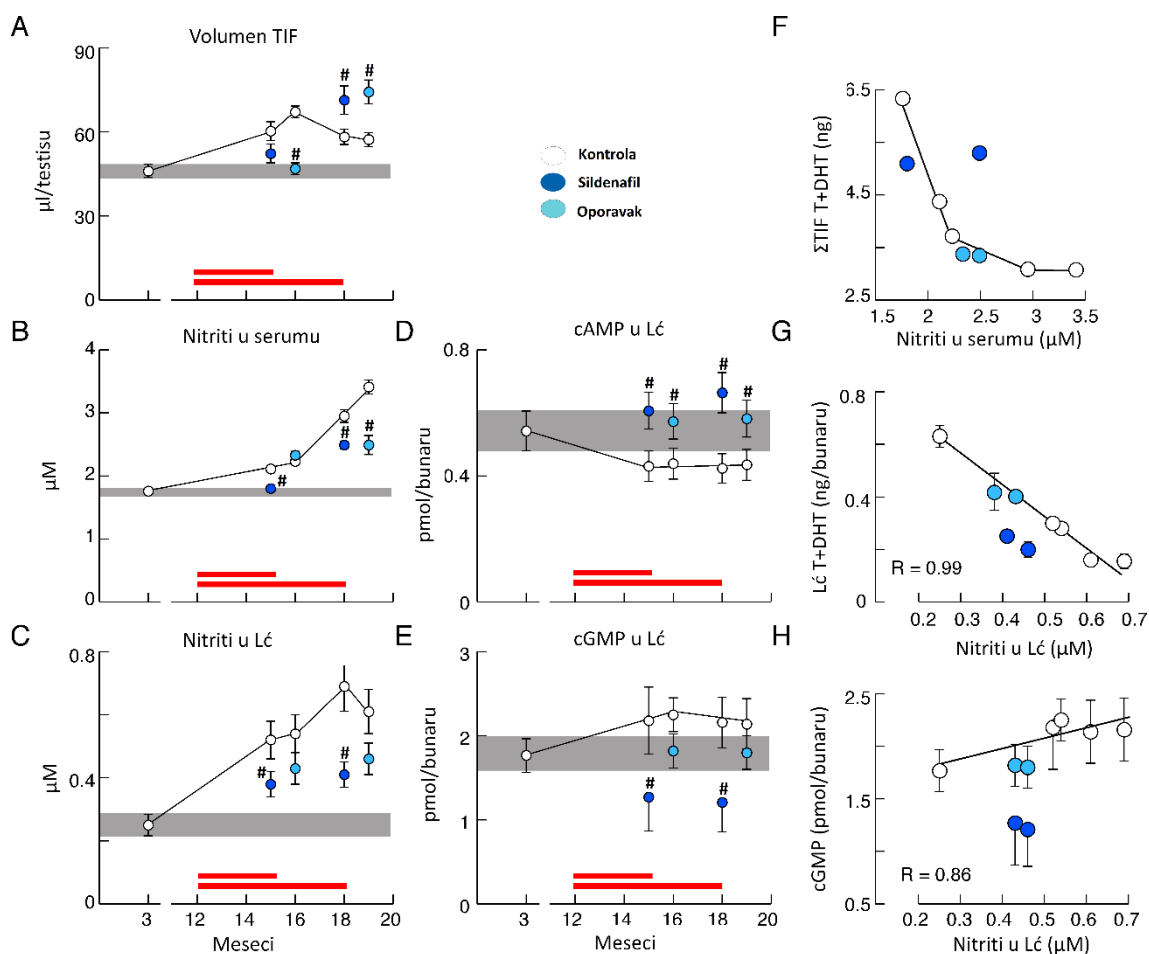 A
Volumen TIF
90
60
30
0
µl/testisu
# #
#
Kontrola
Sildenafil
Oporavak
F
6.5
4.5
2.5
ΣTIF T+DHT (ng)
1.5 2 2.5 3 3.5
Nitriti u serumu (µM)
B
Nitriti u serumu
4
3
2
1
0
µM
# #
#
D
cAMP u Lć
0.8
0.4
0
pmol/bunaru
# # # #
G
0.8
0.4
0
Lć T+DHT (ng/bunaru)
R = 0.99
0.2 0.3 0.4 0.5 0.6 0.7
Nitriti u Lć (µM)
C
Nitriti u Lć
0.8
0.4
0
µM
# #
3 12 14 16 18 20
Meseci
E
cGMP u Lć
3
2
1
0
pmol/bunaru
# #
3 12 14 16 18 20
Meseci
H
2.5
1.5
0.5
cGMP (pmol/bunaru)
R = 0.86
0.2 0.3 0.4 0.5 0.6 0.7
Nitriti u Lć (µM)